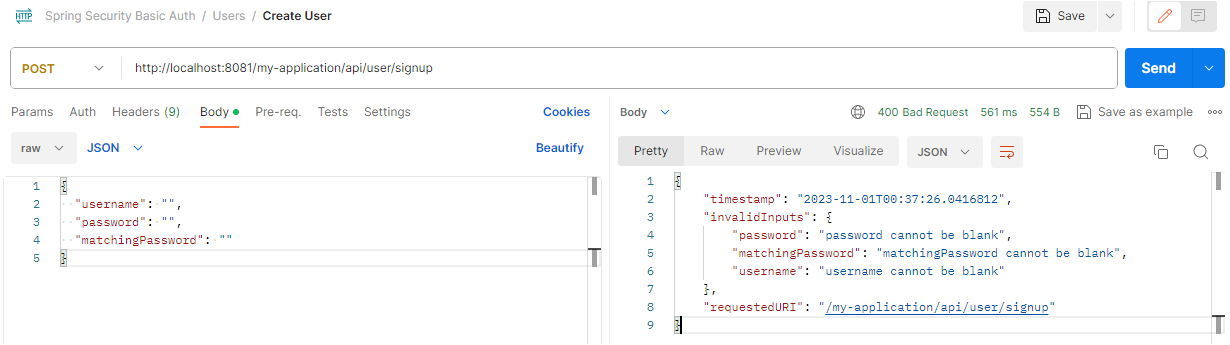 HTTP Spring Security Basic Auth / Users / Create User
Save
POST http://localhost:8081/my-application/api/user/signup Send
Params Auth Headers (9) Body Pre-req. Tests Settings Cookies
raw JSON Beautify
1 {
2 "username": "",
3 "password": "",
4 "matchingPassword": ""
5 }
Body 400 Bad Request 561 ms 554 B Save as example
Pretty Raw Preview Visualize JSON
1 {
2 "timestamp": "2023-11-01T00:37:26.0416812",
3 "invalidInputs": {
4 "password": "password cannot be blank",
5 "matchingPassword": "matchingPassword cannot be blank",
6 "username": "username cannot be blank"
7 },
8 "requestedURI": "/my-application/api/user/signup"
9 }